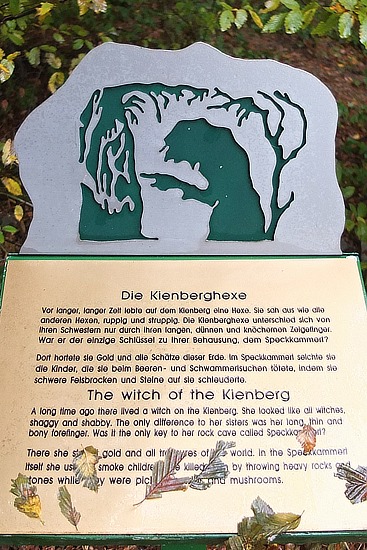 Die Kienberghexe
Vor langer, langer Zeit lebte auf dem Kienberg eine Hexe. Sie sah aus wie alle
anderen Hexen, ruppig und struppig. Die Kienberghexe unterschied sich von
ihren Schwestern nur durch ihren langen, dünnen und knöchernen Zeigefinger.
War er der einzige Schlüssel zu ihrer Behausung, dem Speckkammerl?
Dort hortete sie Gold und alle Schätze dieser Erde. Im Speckkammerl selchte sie
die Kinder, die sie beim Beeren- und Schwammerlsuchen tötete, indem sie
schwere Felsbrocken und Steine auf sie schleuderte.
The witch of the Kienberg
A long time ago there lived a witch on the Kienberg. She looked like all witches,
shaggy and shabby. The only difference to her sisters was her long, thin and
bony forefinger. Was it the only key to her rock cave called Speckkammerl?
There she gold and all of world. In the Speckkammerl
itself she smoke killed by throwing heavy rocks
while were and mushrooms.